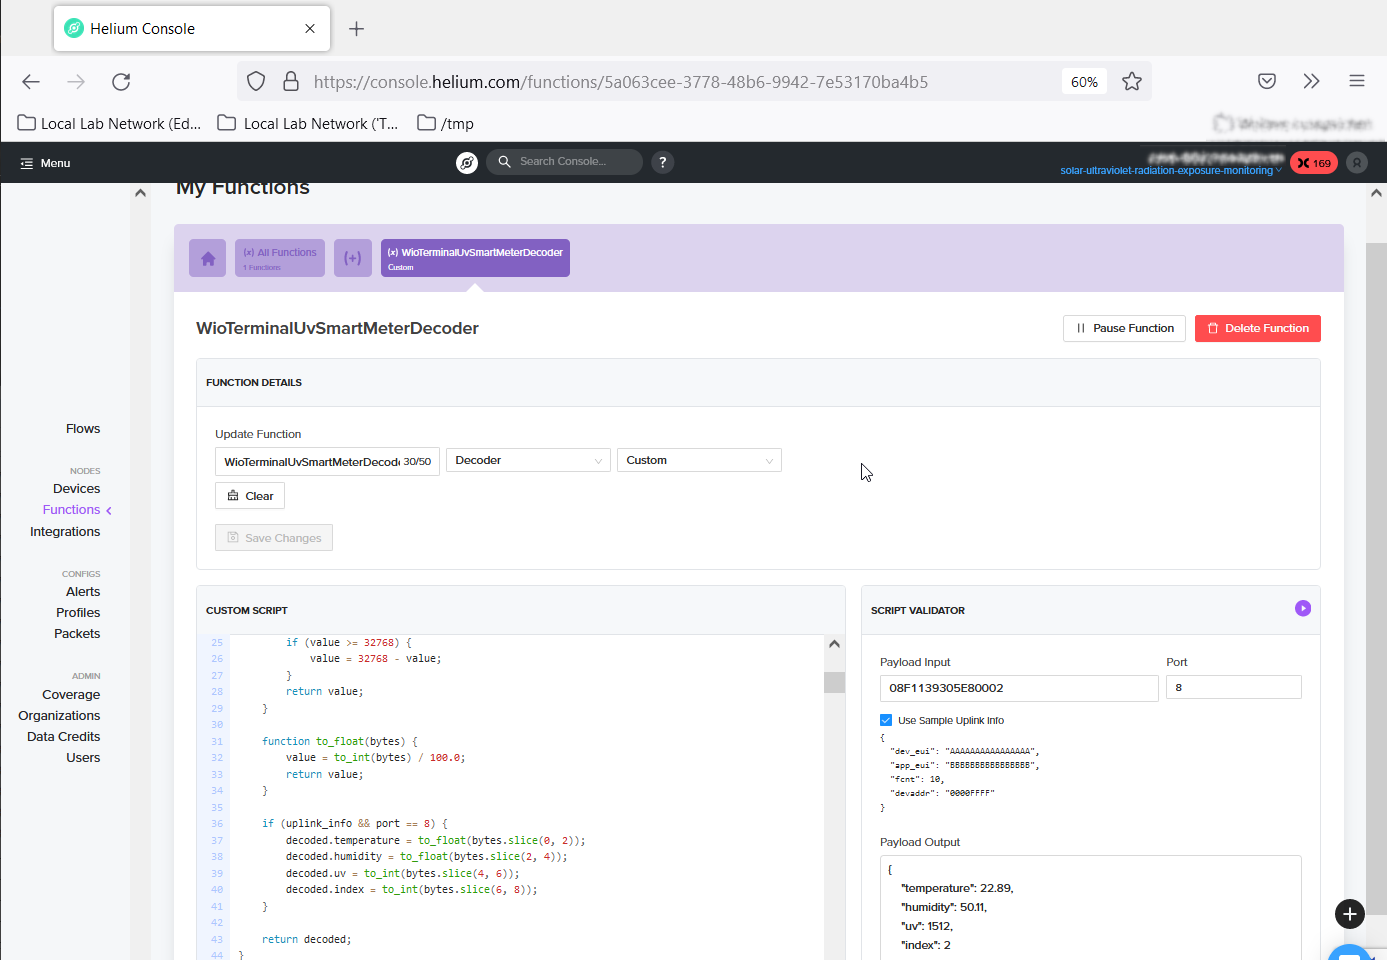 Helium Console
https://console.helium.com/functions/5a063cee-3778-48b6-9942-7e53170ba4b5
60%
Local Lab Network (Ed...
Local Lab Network ('T...
/tmp
Menu
Search Console...
?
solar-ultraviolet-radiation-exposure-monitoring
169
R
My Functions
(x) All Functions
1 Functions
(+)
(x) WioTerminalUvSmartMeterDecoder
Custom
WioTerminalUvSmartMeterDecoder
Pause Function
Delete Function
FUNCTION DETAILS
Flows
NODES
Devices
Functions
Integrations
CONFIGS
Alerts
Profiles
Packets
ADMIN
Coverage
Organizations
Data Credits
Users
Update Function
WioTerminalUvSmartMeterDecod 30/50
Decoder
Custom
Clear
Save Changes
CUSTOM SCRIPT
25 if (value >= 32768) {
26 value = 32768 - value;
27 }
28 return value;
29 }
30
31 function to_float(bytes) {
32 value = to_int(bytes) / 100.0;
33 return value;
34 }
35
36 if (uplink_info && port == 8) {
37 decoded.temperature = to_float(bytes.slice(0, 2));
38 decoded.humidity = to_float(bytes.slice(2, 4));
39 decoded.uv = to_int(bytes.slice(4, 6));
40 decoded.index = to_int(bytes.slice(6, 8));
41 }
42
43 return decoded;
44 }
SCRIPT VALIDATOR
Payload Input
Port
08F1139305E80002
8
Use Sample Uplink Info
{
"dev_eui": "AAAAAAAAAAAAAAAA",
"app_eui": "BBBBBBBBBBBBBBBB",
"fcnt": 10,
"devaddr": "0000FFFF"
}
Payload Output
{
"temperature": 22.89,
"humidity": 50.11,
"uv": 1512,
"index": 2